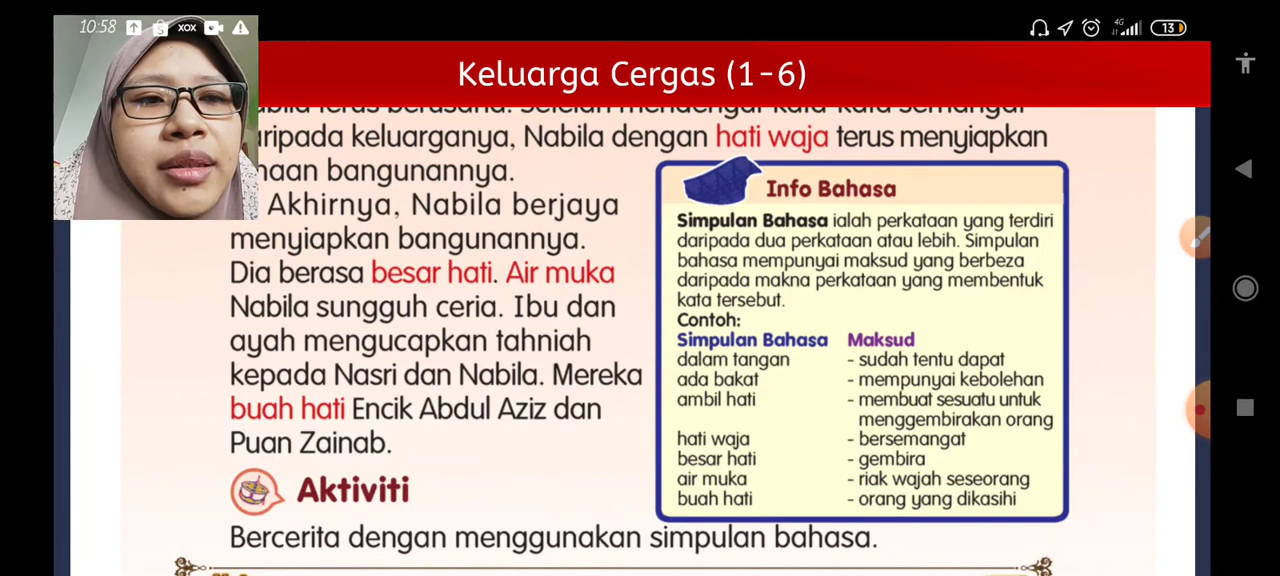 10:58
XOX
4G
13
Keluarga Cergas (1-6)
keluarganya, Nabila dengan hati waja terus menyiapkan
bangunannya.
Akhirnya, Nabila berjaya
menyiapkan bangunannya.
Dia berasa besar hati. Air muka
Nabila sungguh ceria. Ibu dan
ayah mengucapkan tahniah
kepada Nasri dan Nabila. Mereka
buah hati Encik Abdul Aziz dan
Puan Zainab.
Info Bahasa
Simpulan Bahasa ialah perkataan yang terdiri
daripada dua perkataan atau lebih. Simpulan
bahasa mempunyai maksud yang berbeza
daripada makna perkataan yang membentuk
kata tersebut.
Contoh:
Simpulan Bahasa Maksud
dalam tangan - sudah tentu dapat
ada bakat - mempunyai kebolehan
ambil hati - membuat sesuatu untuk
menggembirakan orang
hati waja - bersemangat
besar hati - gembira
air muka - riak wajah seseorang
buah hati - orang yang dikasihi
Aktiviti
Bercerita dengan menggunakan simpulan bahasa.